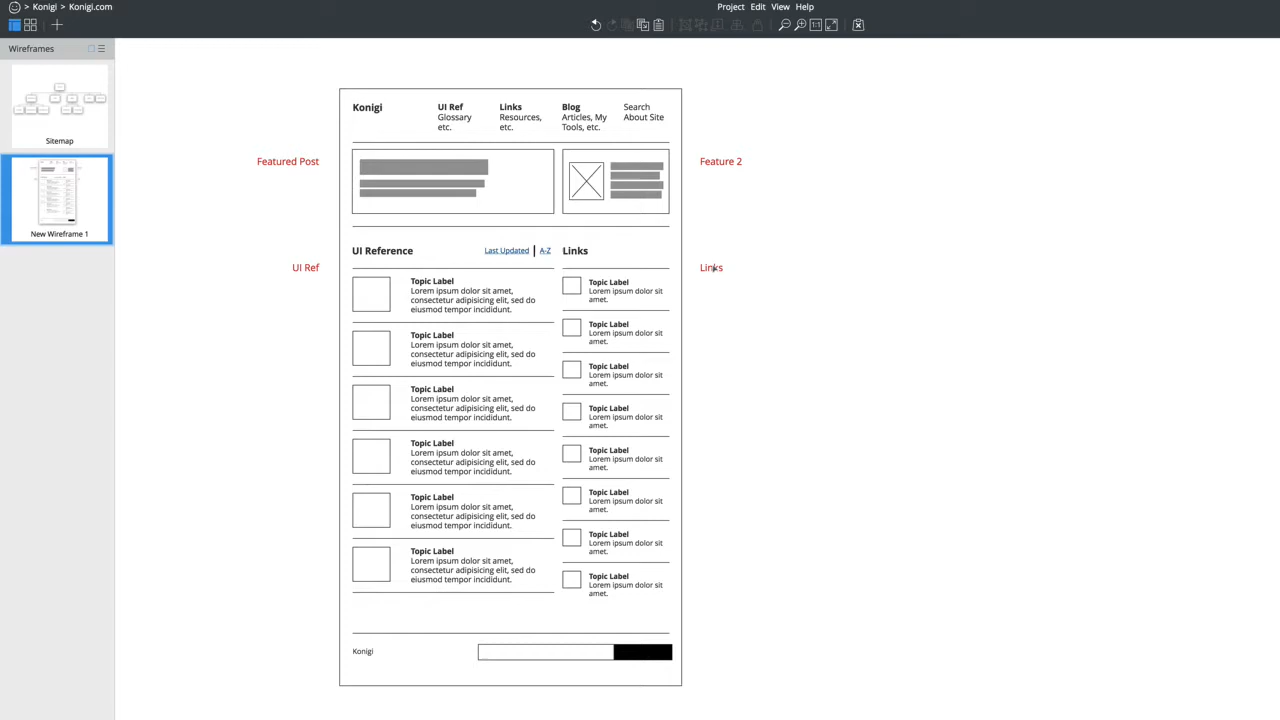 > Konigi > Konigi.com
Project Edit View Help
1:1
Wireframes
Sitemap
New Wireframe 1
Konigi
UI Ref
Glossary
etc.
Links
Resources,
etc.
Blog
Articles, My
Tools, etc.
Search
About Site
Featured Post
Feature 2
UI Reference
Last Updated | A-Z
Links
UI Ref
Links
Topic Label
Lorem ipsum dolor sit amet,
consectetur adipisicing elit, sed do
eiusmod tempor incididunt.
Topic Label
Lorem ipsum dolor sit amet,
consectetur adipisicing elit, sed do
eiusmod tempor incididunt.
Topic Label
Lorem ipsum dolor sit amet,
consectetur adipisicing elit, sed do
eiusmod tempor incididunt.
Topic Label
Lorem ipsum dolor sit amet,
consectetur adipisicing elit, sed do
eiusmod tempor incididunt.
Topic Label
Lorem ipsum dolor sit amet,
consectetur adipisicing elit, sed do
eiusmod tempor incididunt.
Topic Label
Lorem ipsum dolor sit amet,
consectetur adipisicing elit, sed do
eiusmod tempor incididunt.
Topic Label
Lorem ipsum dolor sit
amet.
Topic Label
Lorem ipsum dolor sit
amet.
Topic Label
Lorem ipsum dolor sit
amet.
Topic Label
Lorem ipsum dolor sit
amet.
Topic Label
Lorem ipsum dolor sit
amet.
Topic Label
Lorem ipsum dolor sit
amet.
Topic Label
Lorem ipsum dolor sit
amet.
Topic Label
Lorem ipsum dolor sit
amet.
Konigi